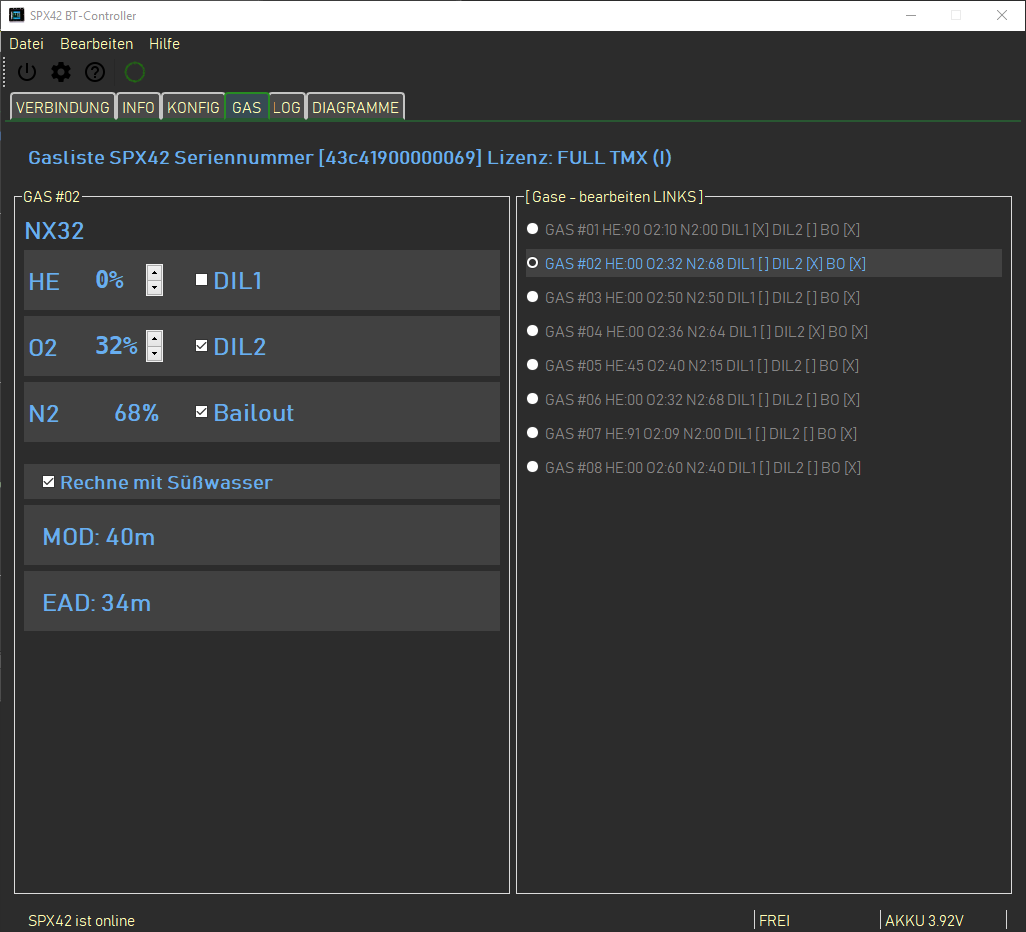 SPX42 BT-Controller
Datei Bearbeiten Hilfe
VERBINDUNG INFO KONFIG GAS LOG DIAGRAMME
Gasliste SPX42 Seriennummer [43c41900000069] Lizenz: FULL TMX (I)
GAS #02
NX32
HE 0% DIL1
O2 32% DIL2
N2 68% Bailout
Rechne mit Süßwasser
MOD: 40m
EAD: 34m
[ Gase - bearbeiten LINKS ]
GAS #01 HE:90 O2:10 N2:00 DIL1 [X] DIL2 [ ] BO [X]
GAS #02 HE:00 O2:32 N2:68 DIL1 [ ] DIL2 [X] BO [X]
GAS #03 HE:00 O2:50 N2:50 DIL1 [ ] DIL2 [ ] BO [X]
GAS #04 HE:00 O2:36 N2:64 DIL1 [ ] DIL2 [X] BO [X]
GAS #05 HE:45 O2:40 N2:15 DIL1 [ ] DIL2 [ ] BO [X]
GAS #06 HE:00 O2:32 N2:68 DIL1 [ ] DIL2 [ ] BO [X]
GAS #07 HE:91 O2:09 N2:00 DIL1 [ ] DIL2 [ ] BO [X]
GAS #08 HE:00 O2:60 N2:40 DIL1 [ ] DIL2 [ ] BO [X]
SPX42 ist online FREI AKKU 3.92V